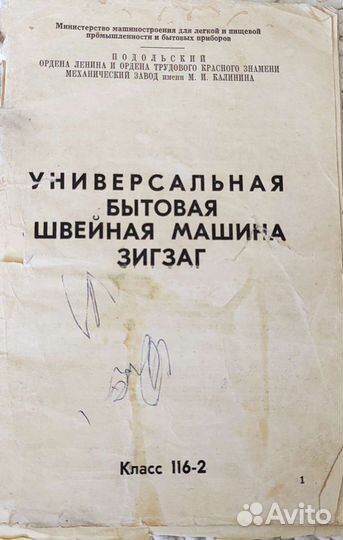 Министерство машиностроения для легкой и пищевой
промышленности и бытовых приборов
ПОДОЛЬСКИЙ
ОРДЕНА ЛЕНИНА И ОРДЕНА ТРУДОВОГО КРАСНОГО ЗНАМЕНИ
МЕХАНИЧЕСКИЙ ЗАВОД имени М. И. КАЛИНИНА
УНИВЕРСАЛЬНАЯ
БЫТОВАЯ
ШВЕЙНАЯ МАШИНА
ЗИГЗАГ
Класс 116-2
1
Avito